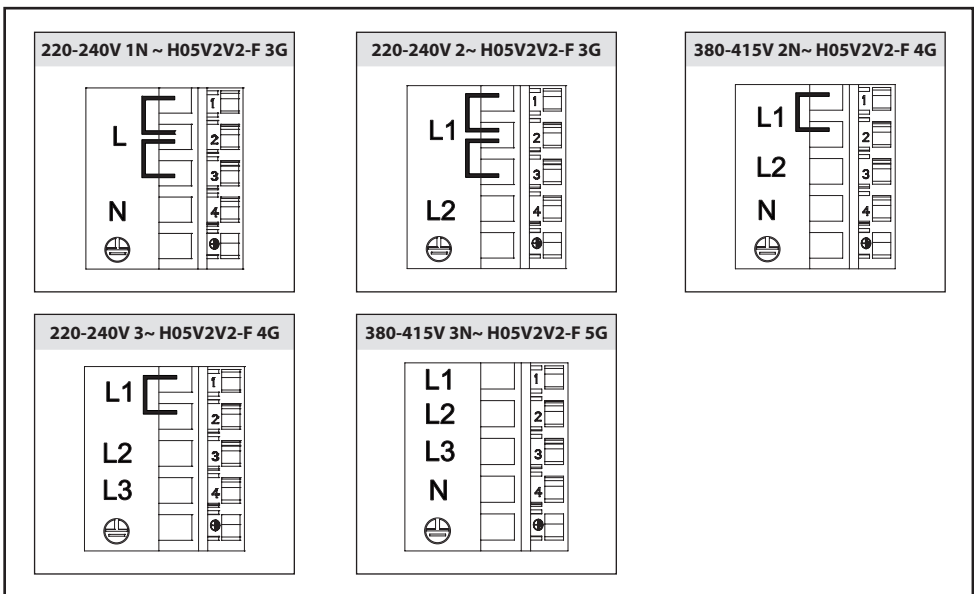 220-240V 1N ~ H05V2V2-F 3G
L
N
1
2
3
4
220-240V 2~ H05V2V2-F 3G
L1
L2
1
2
3
4
380-415V 2N~ H05V2V2-F 4G
L1
L2
N
1
2
3
4
220-240V 3~ H05V2V2-F 4G
L1
L2
L3
1
2
3
4
380-415V 3N~ H05V2V2-F 5G
L1
L2
L3
N
1
2
3
4